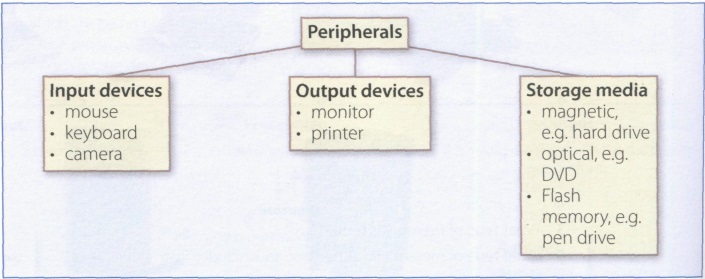 Peripherals
Input devices
• mouse
• keyboard
• camera
Output devices
• monitor
• printer
Storage media
• magnetic,
e.g. hard drive
• optical, e.g.
DVD
• Flash
memory, e.g.
pen drive